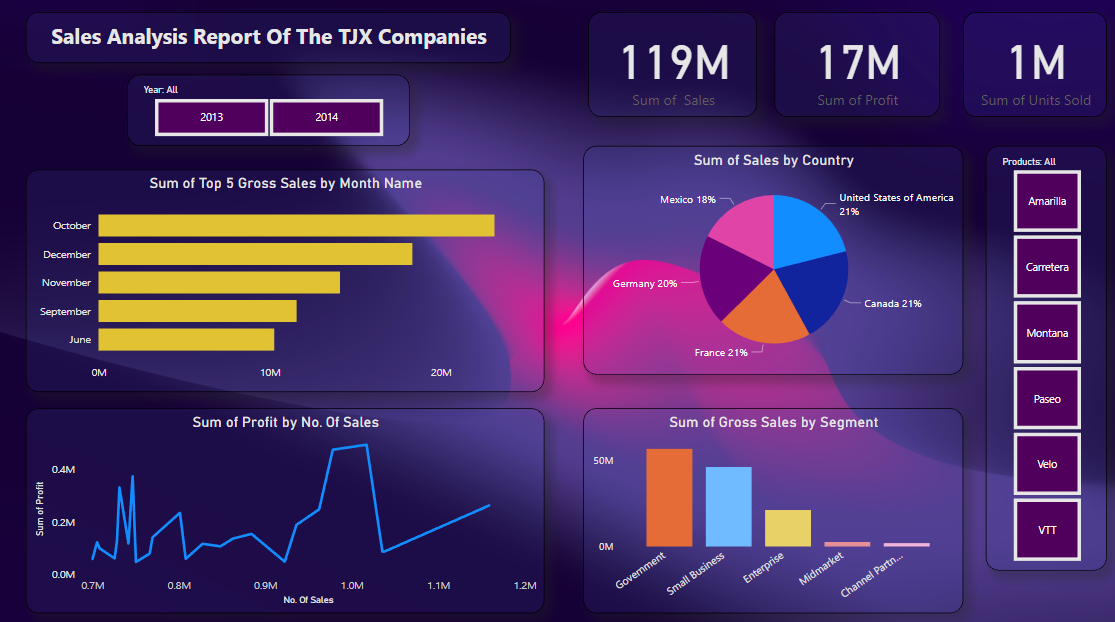 Sales Analysis Report Of The TJX Companies
119M
Sum of  Sales
17M
Sum of Profit
1M
Sum of Units Sold
Year: All
2013
2014
Sum of Top 5 Gross Sales by Month Name
October
December
November
September
June
0M
10M
20M
Sum of Sales by Country
Mexico 18%
United States of America
21%
Germany 20%
Canada 21%
France 21%
Products: All
Amarilla
Carretera
Montana
Paseo
Velo
VTT
Sum of Profit by No. Of Sales
Sum of Profit
0.4M
0.2M
0.0M
0.7M
0.8M
0.9M
1.0M
1.1M
1.2M
No. Of Sales
Sum of Gross Sales by Segment
50M
0M
Government
Small Business
Enterprise
Midmarket
Channel Partn...